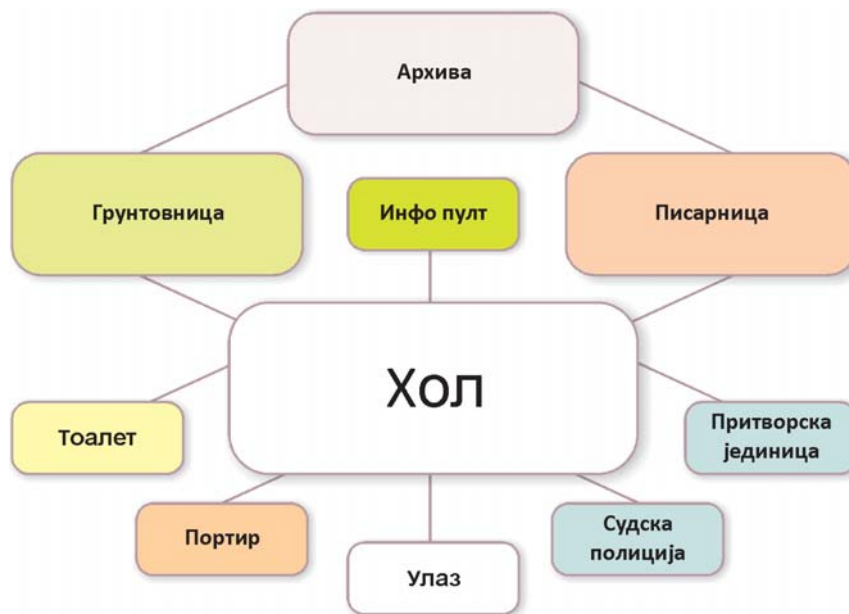 Архива
Грунтовница
Инфо пулт
Писарница
Хол
Тоалет
Притворска
јединица
Портир
Судска
полиција
Улаз